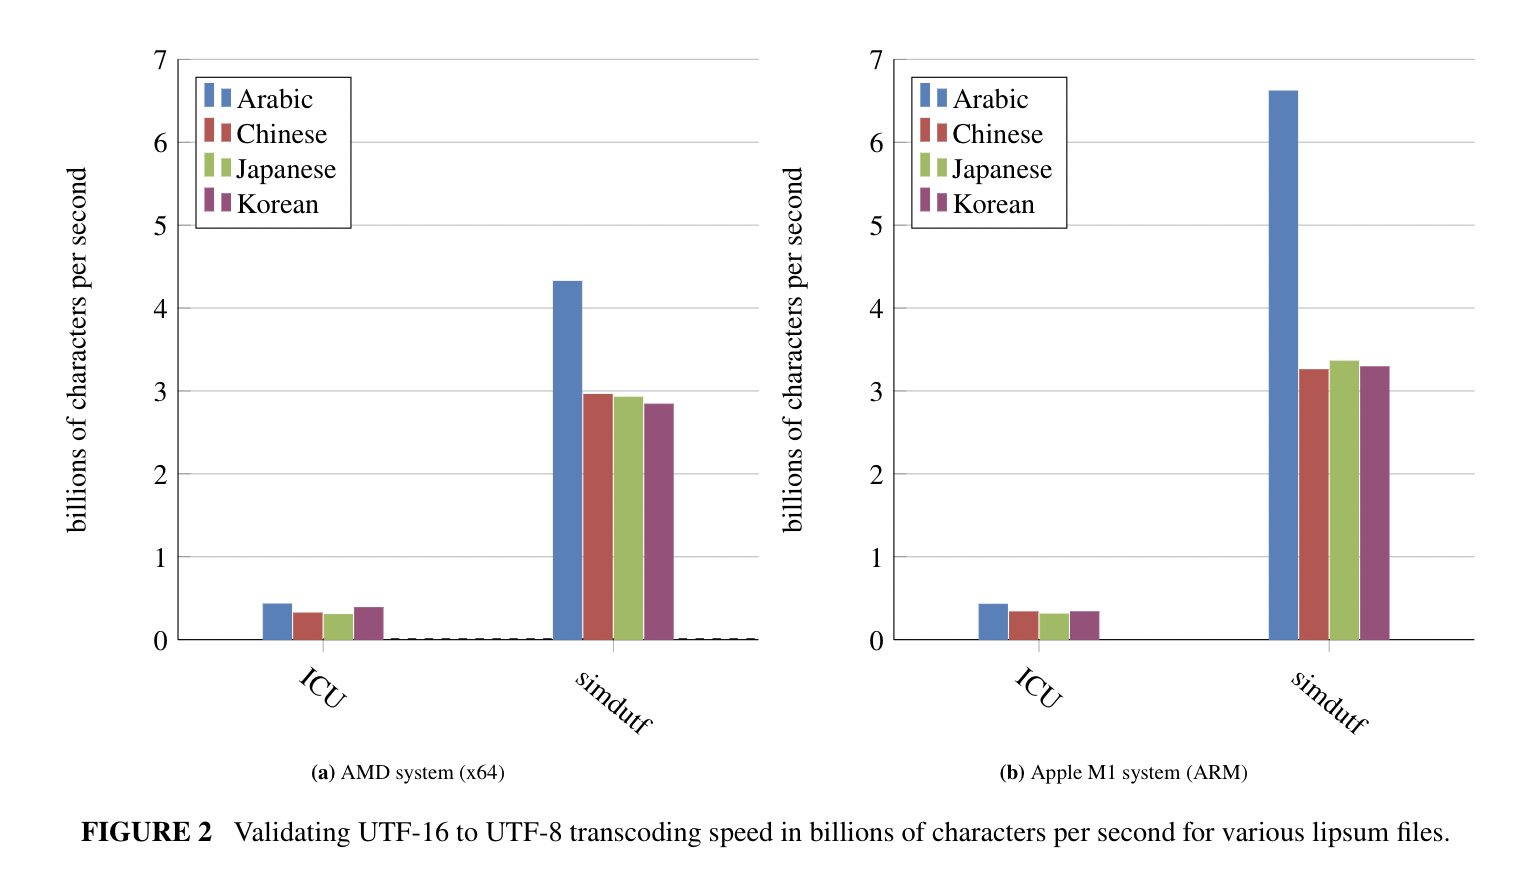 billions of characters per second
7
6
5
4
3
2
1
0
Arabic
Chinese
Japanese
Korean
ICU
simdutf
(a) AMD system (x64)
billions of characters per second
7
6
5
4
3
2
1
0
Arabic
Chinese
Japanese
Korean
ICU
simdutf
(b) Apple M1 system (ARM)
FIGURE 2 Validating UTF-16 to UTF-8 transcoding speed in billions of characters per second for various lipsum files.